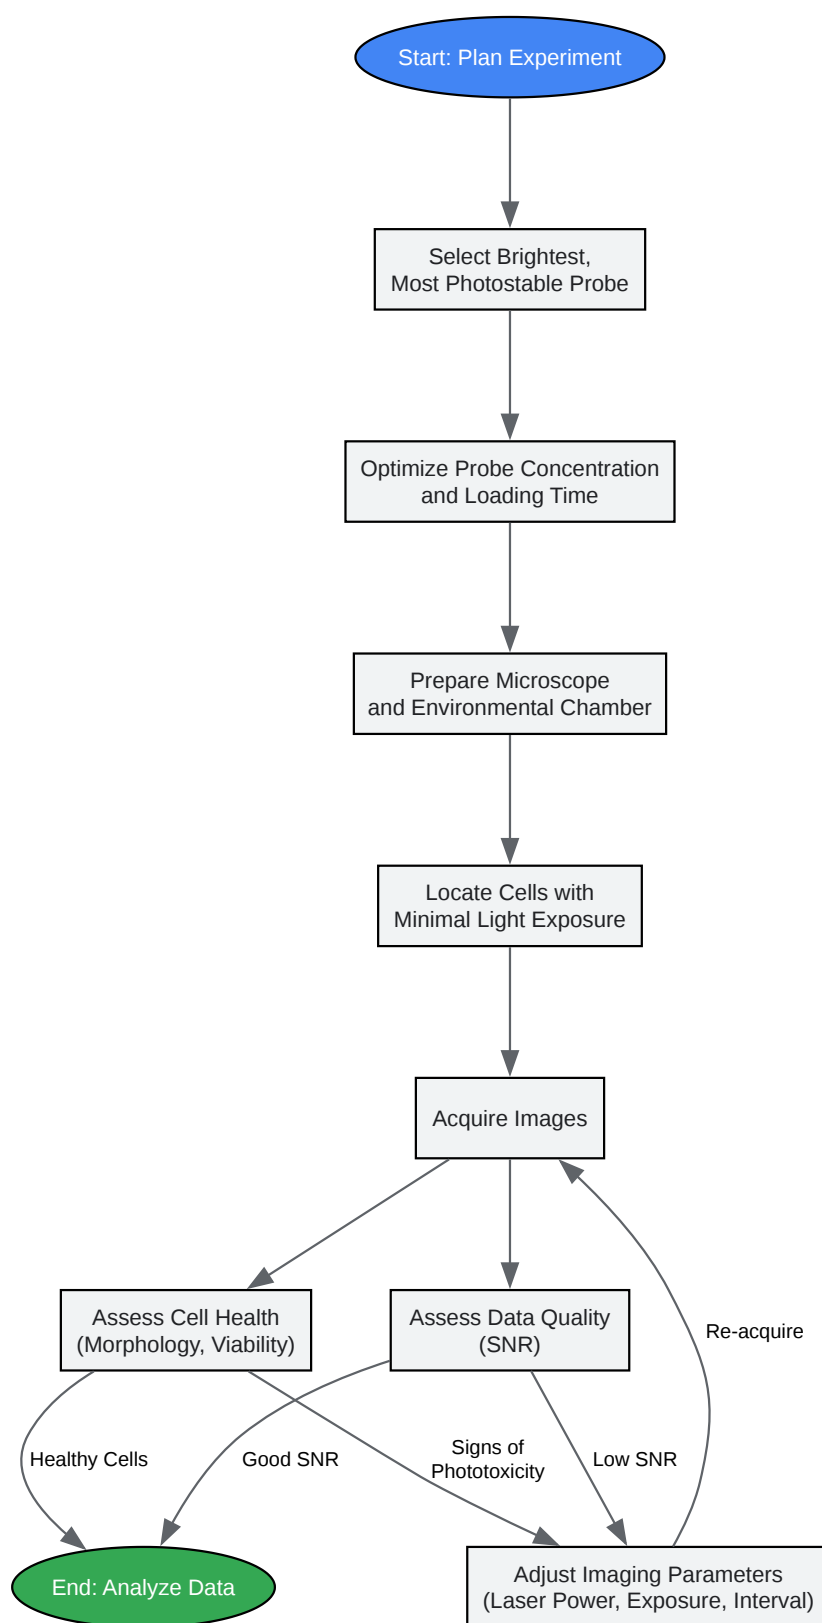 Start: Plan Experiment
Select Brightest,
Most Photostable Probe
Optimize Probe Concentration
and Loading Time
Prepare Microscope
and Environmental Chamber
Locate Cells with
Minimal Light Exposure
Acquire Images
Assess Cell Health
(Morphology, Viability)
Assess Data Quality
(SNR)
Re-acquire
Healthy Cells
Good SNR
Signs of
Phototoxicity
Low SNR
End: Analyze Data
Adjust Imaging Parameters
(Laser Power, Exposure, Interval)